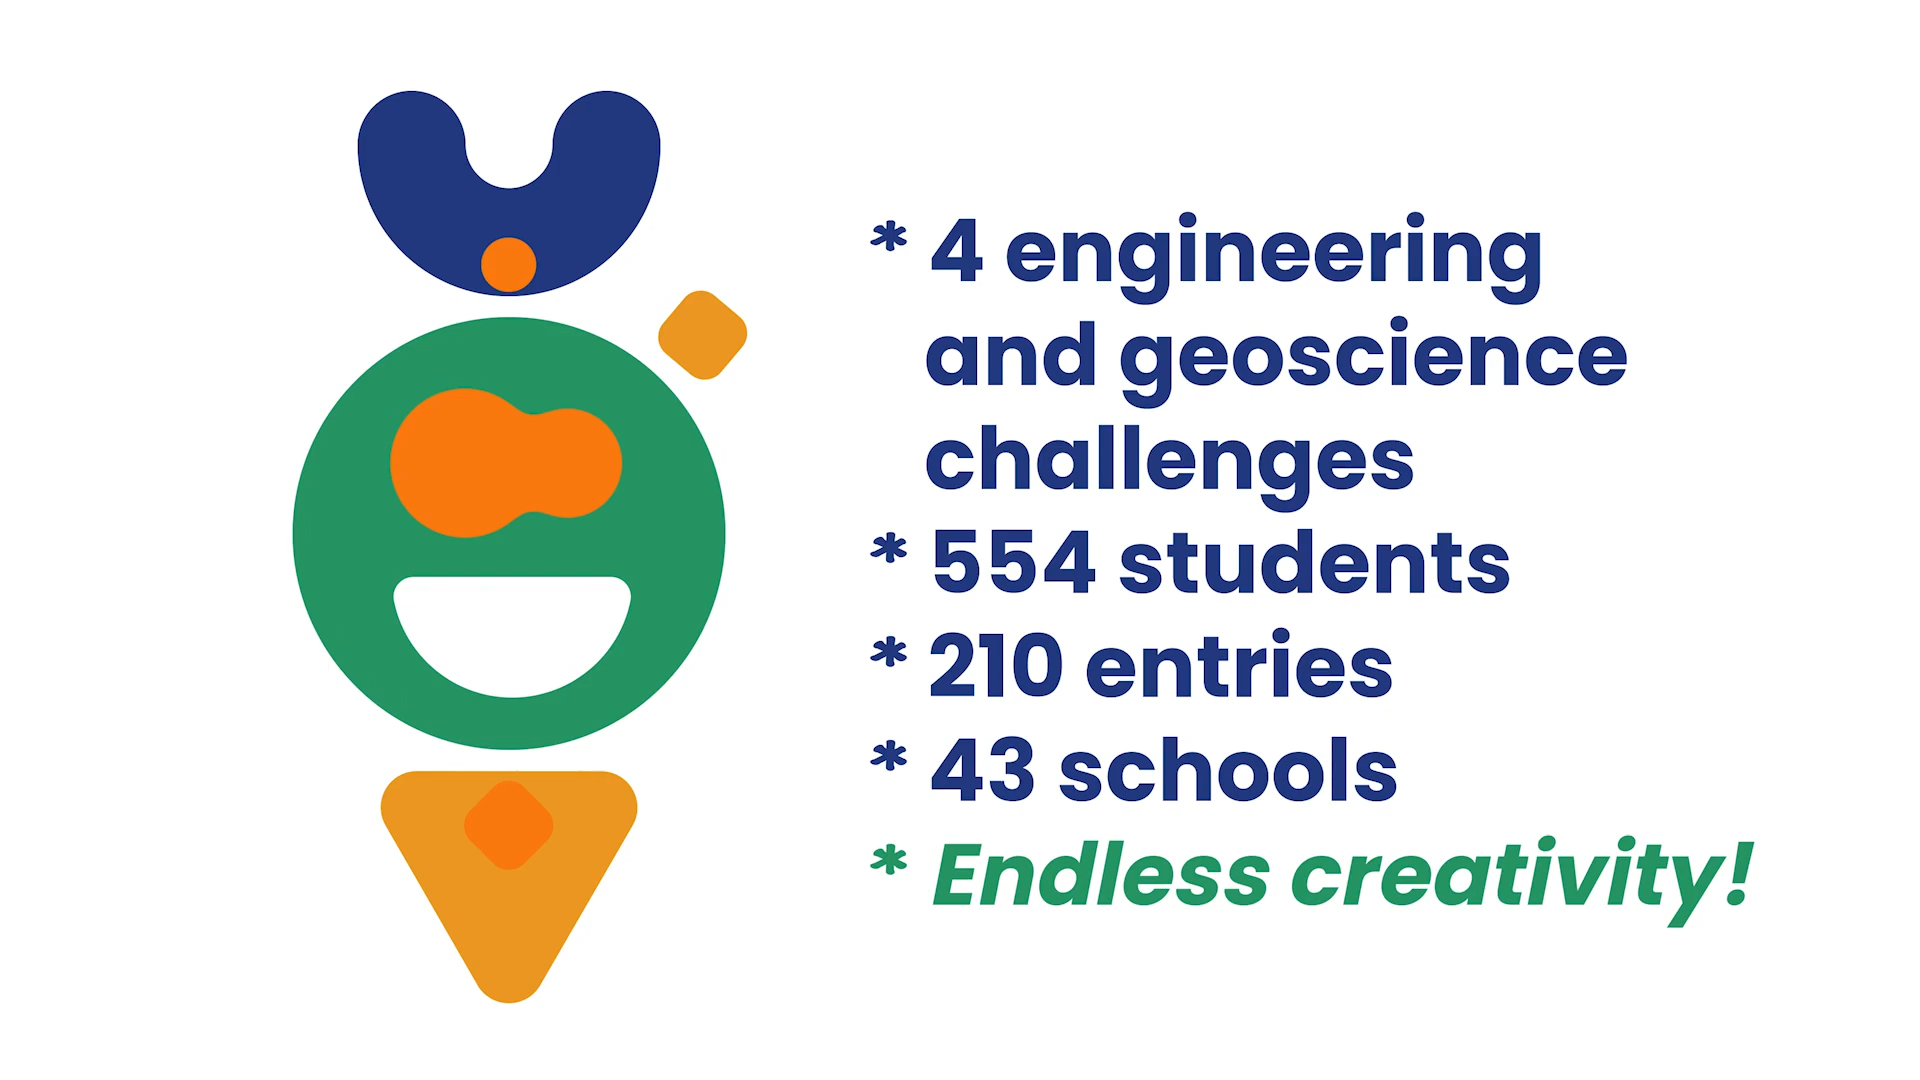 * 4 engineering
and geoscience
challenges
* 554 students
* 210 entries
* 43 schools
* Endless creativity!